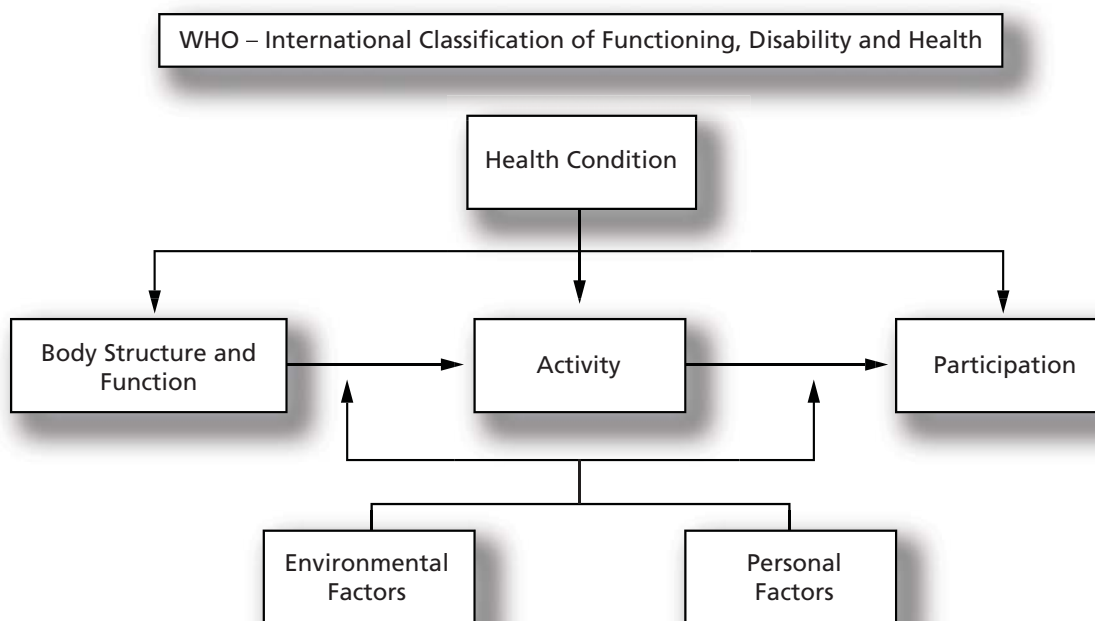 WHO – International Classification of Functioning, Disability and Health
Health Condition
Body Structure and
Function
Activity
Participation
Environmental
Factors
Personal
Factors